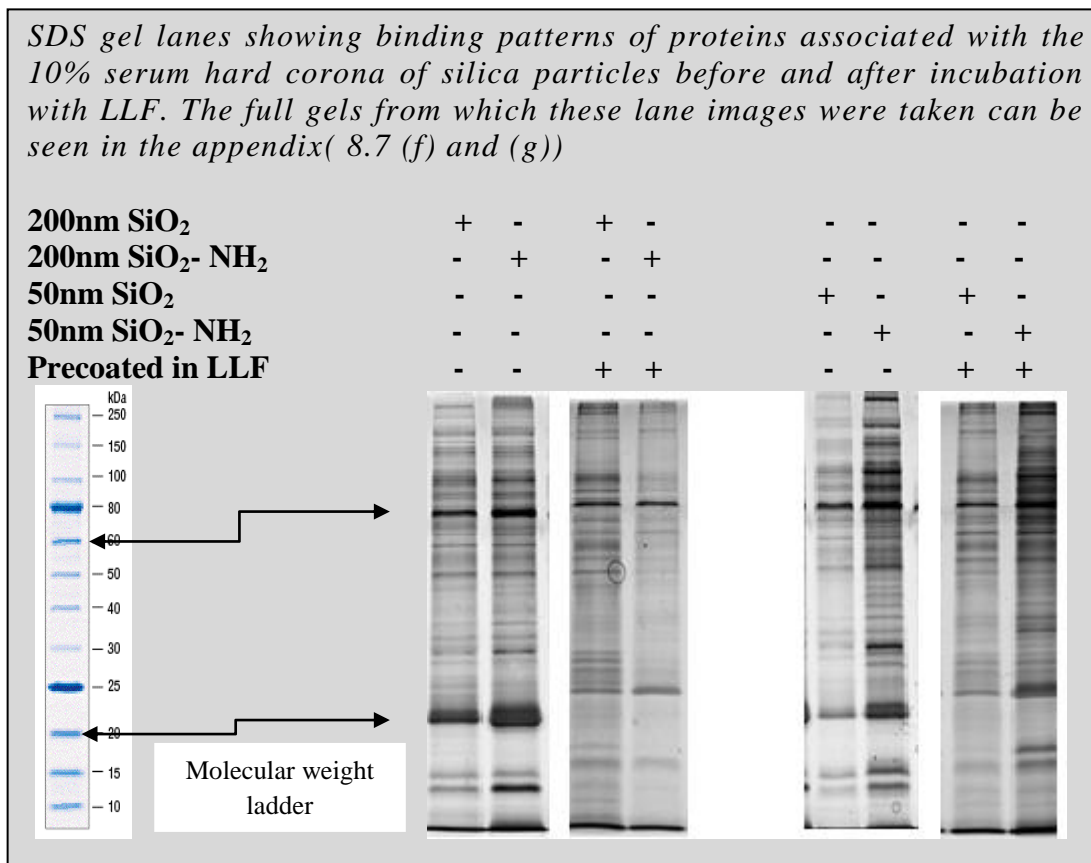 SDS gel lanes showing binding patterns of proteins associated with the
10% serum hard corona of silica particles before and after incubation
with LLF. The full gels from which these lane images were taken can be
seen in the appendix( 8.7 (f) and (g))
200nm SiO₂ + - + - - - - -
200nm SiO₂- NH₂ - + - + - - - -
50nm SiO₂ - - - - + - + -
50nm SiO₂- NH₂ - - - - - + - +
Precoated in LLF - - + + - - + +
kDa
250
150
100
80
60
50
40
30
25
20
15
10
Molecular weight
ladder